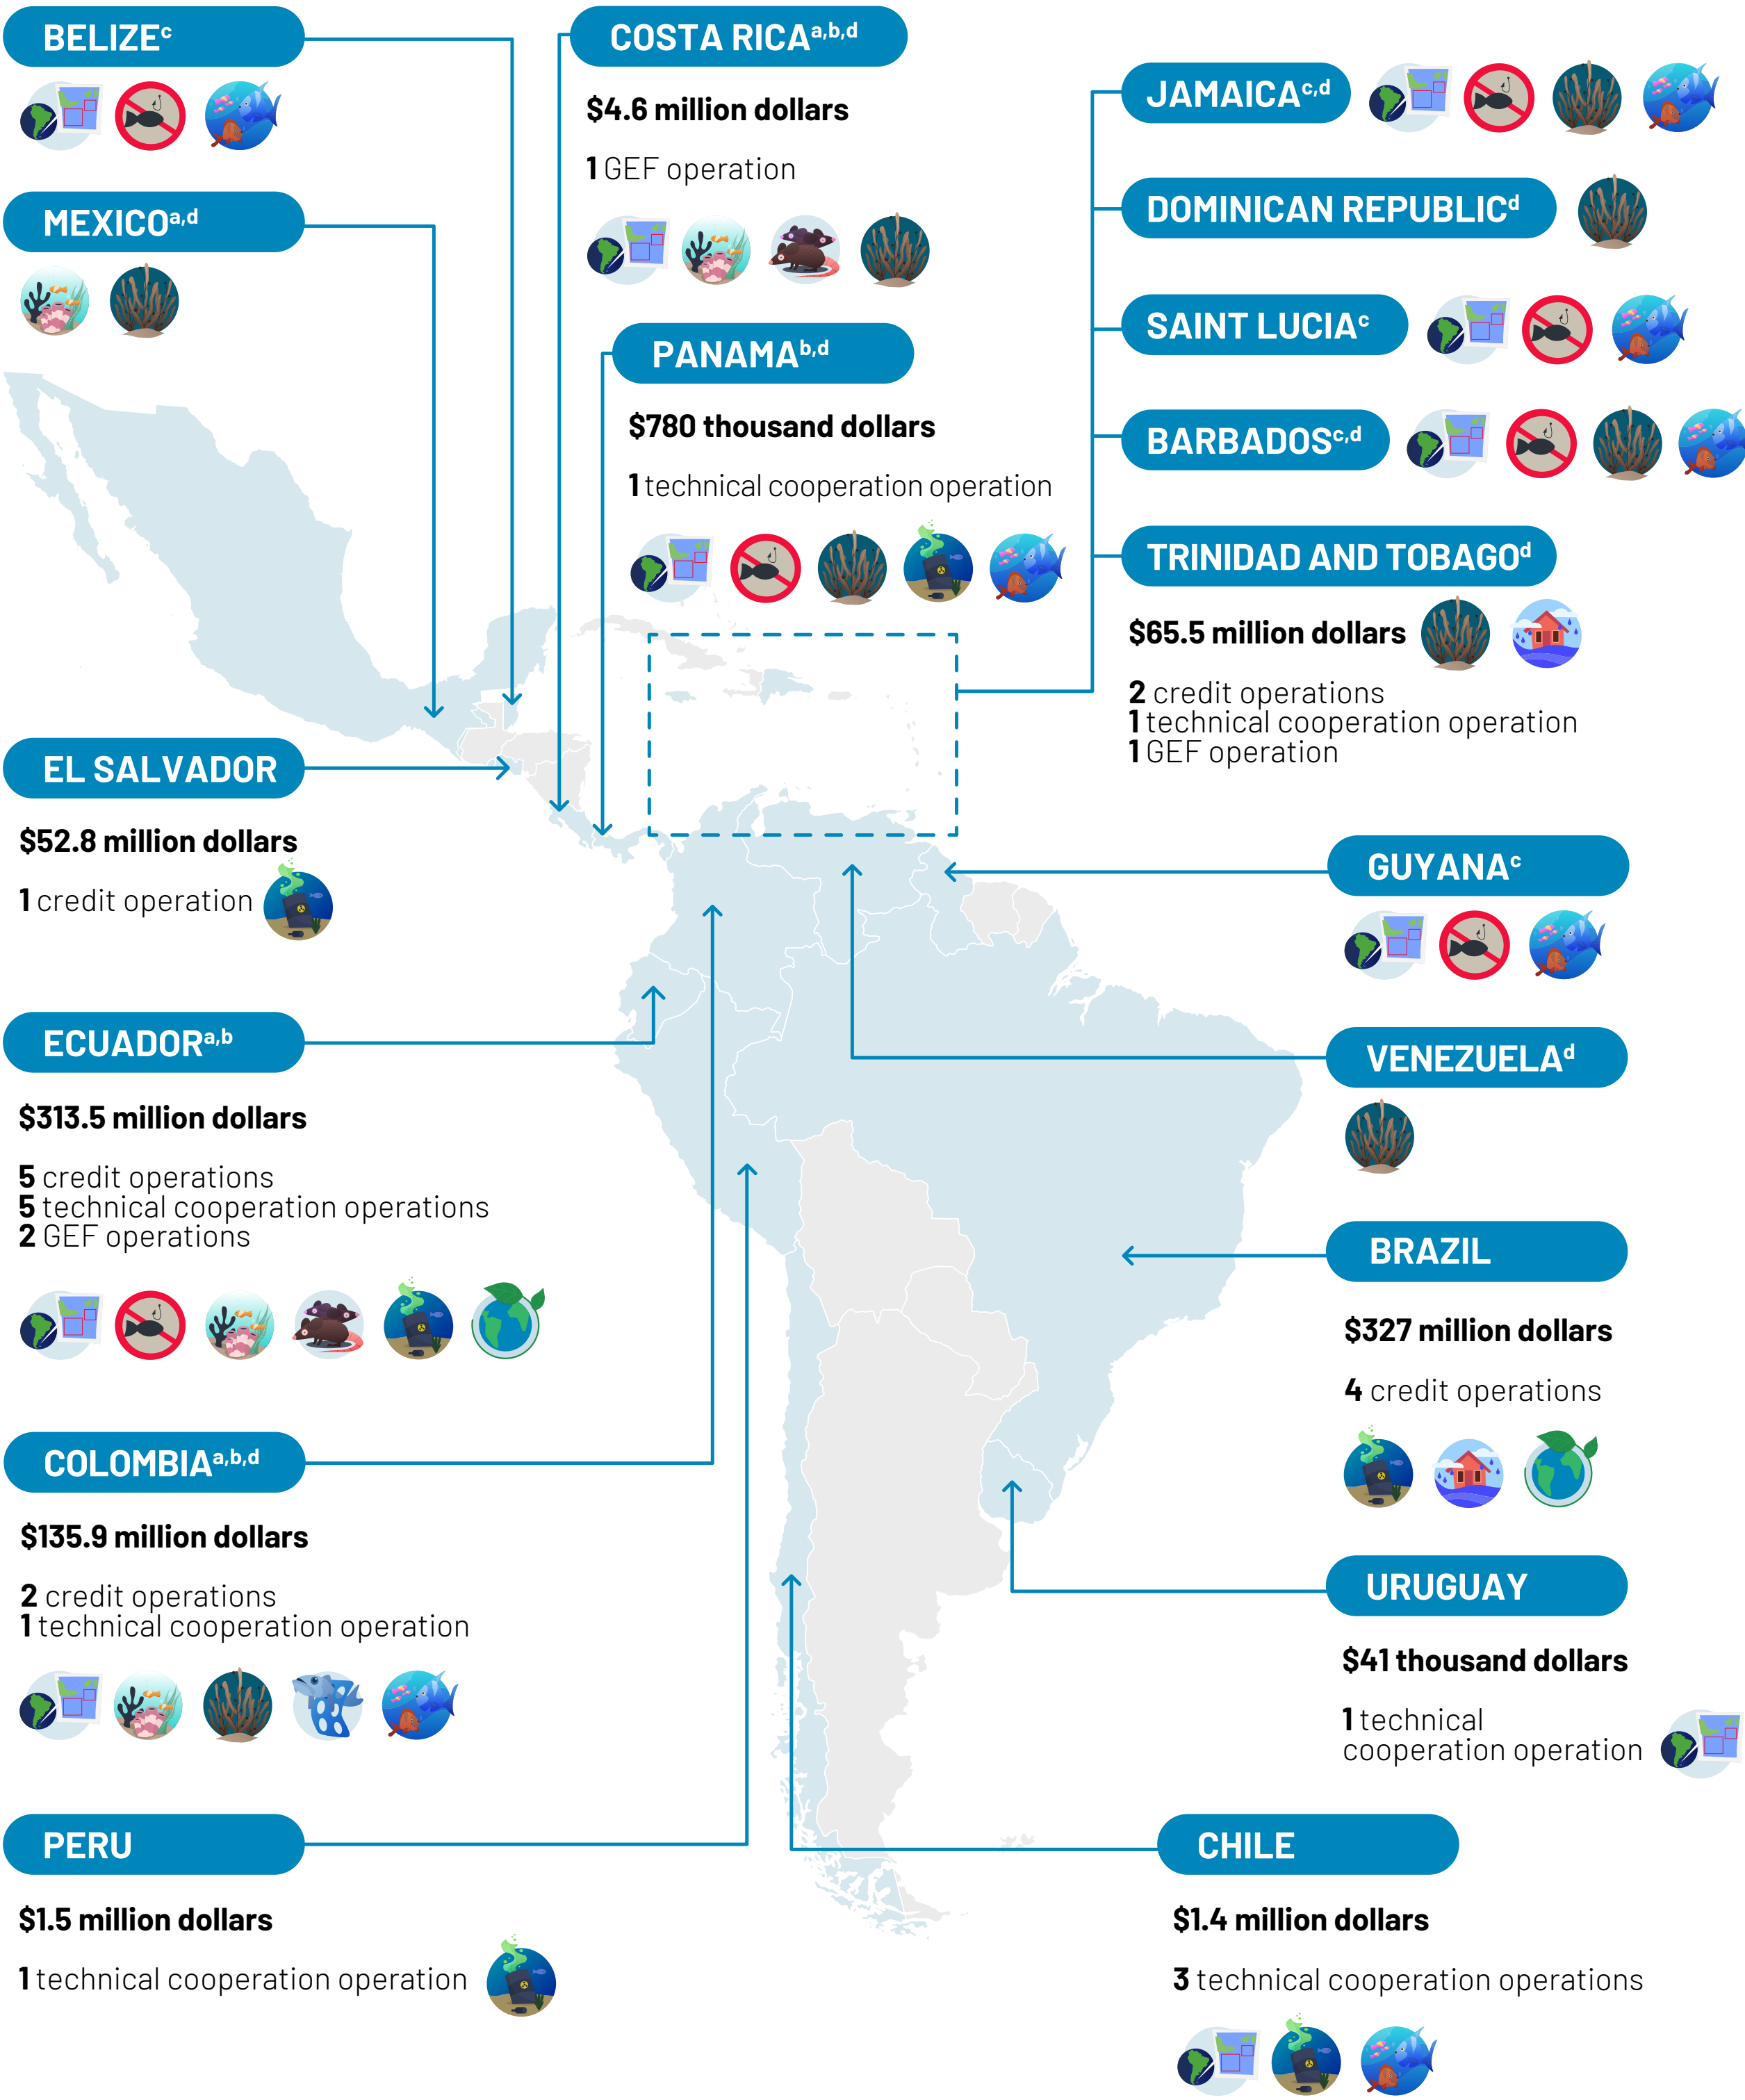 BELIZEc
MEXICOa,d
COSTA RICAa,b,d
$4.6 million dollars
1 GEF operation
PANAMAb,d
$780 thousand dollars
1 technical cooperation operation
JAMAICAc,d
DOMINICAN REPUBLICd
SAINT LUCIAc
BARBADOSc,d
TRINIDAD AND TOBAGOd
$65.5 million dollars
2 credit operations
1 technical cooperation operation
1 GEF operation
EL SALVADOR
$52.8 million dollars
1 credit operation
GUYANAc
ECUADORa,b
$313.5 million dollars
5 credit operations
5 technical cooperation operations
2 GEF operations
VENEZUELAd
BRAZIL
$327 million dollars
4 credit operations
COLOMBIAa,b,d
$135.9 million dollars
2 credit operations
1 technical cooperation operation
URUGUAY
$41 thousand dollars
1 technical
cooperation operation
PERU
$1.5 million dollars
1 technical cooperation operation
CHILE
$1.4 million dollars
3 technical cooperation operations